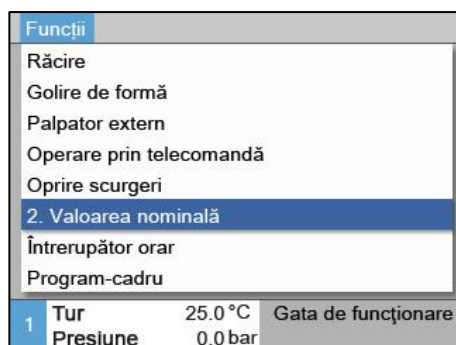 Funcții
Răcire
Golire de formă
Palpator extern
Operare prin telecomandă
Oprire scurgeri
2. Valoarea nominală
Întrerupător orar
Program-cadru
1 Tur 25.0 °C Gata de funcţionare
Presiune 0.0 bar